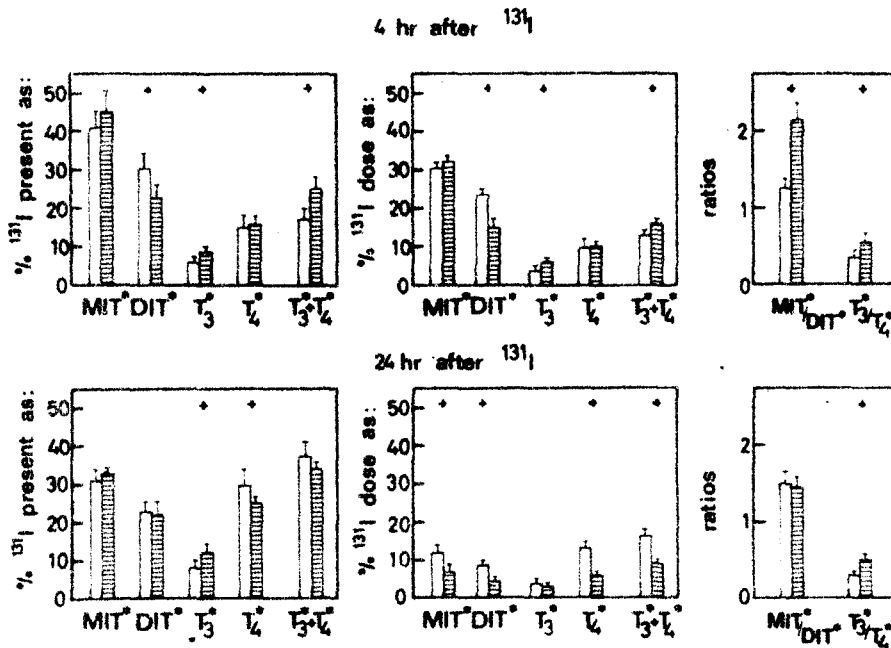 4 hr after ¹³¹I
% ¹³¹I present as:
50
40
30
20
10
0
+ + +
MIT* DIT* T₃* T₄* T₃*+T₄*
% ¹³¹I dose as:
50
40
30
20
10
0
+ + +
MIT* DIT* T₃* T₄* T₃*+T₄*
ratios
2
1
0
+ +
MIT*/DIT* T₃*/T₄*
24 hr after ¹³¹I
% ¹³¹I present as:
50
40
30
20
10
0
+ +
MIT* DIT* T₃* T₄* T₃*+T₄*
% ¹³¹I dose as:
50
40
30
20
10
0
+ + + +
MIT* DIT* T₃* T₄* T₃*+T₄*
ratios
2
1
0
+
MIT*/DIT* T₃*/T₄*